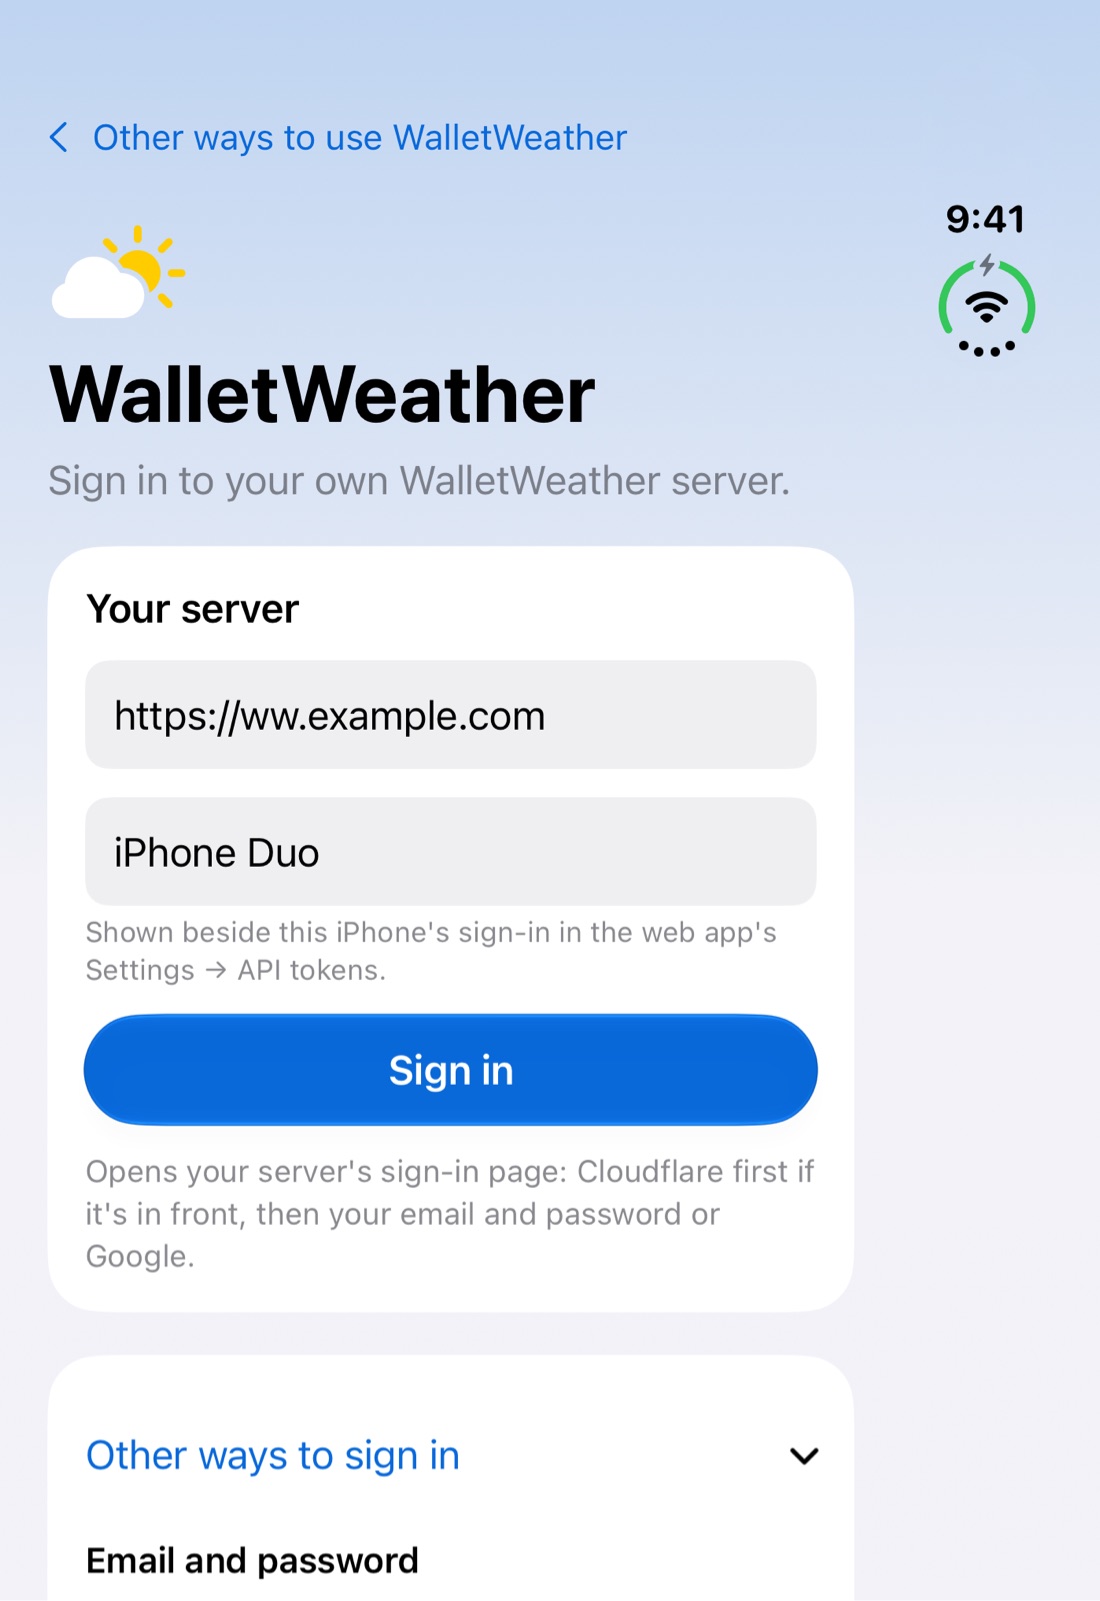 Other ways to use WalletWeather
9:41
WalletWeather
Sign in to your own WalletWeather server.
Your server
https://ww.example.com
iPhone Duo
Shown beside this iPhone's sign-in in the web app's
Settings → API tokens.
Sign in
Opens your server's sign-in page: Cloudflare first if
it's in front, then your email and password or
Google.
Other ways to sign in
Email and password